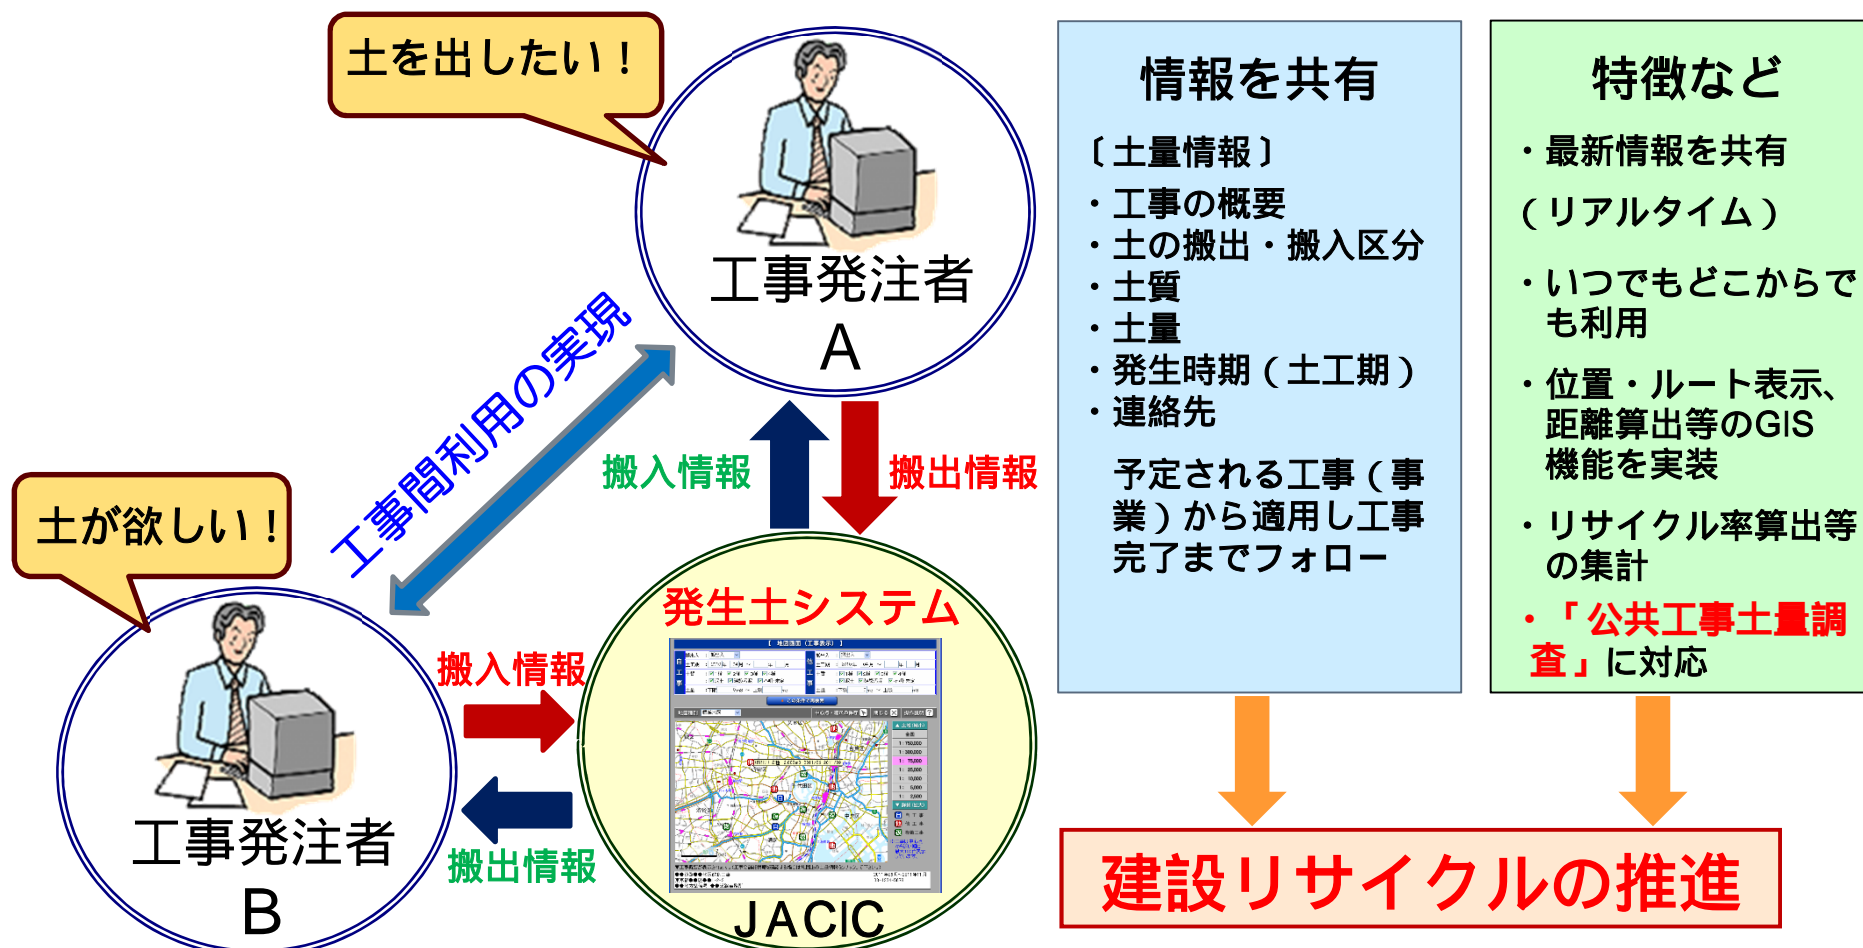 土を出したい！
工事発注者
A
工事間利用の実現
搬入情報
搬出情報
土が欲しい！
工事発注者
B
搬入情報
搬出情報
発生土システム
JACIC
情報を共有
〔土量情報〕
・工事の概要
・土の搬出・搬入区分
・土質
・土量
・発生時期（土工期）
・連絡先
予定される工事（事
業）から適用し工事
完了までフォロー
特徴など
・最新情報を共有
（リアルタイム）
・いつでもどこからで
も利用
・位置・ルート表示、
距離算出等のGIS
機能を実装
・リサイクル率算出等
の集計
・「公共工事土量調
査」に対応
建設リサイクルの推進